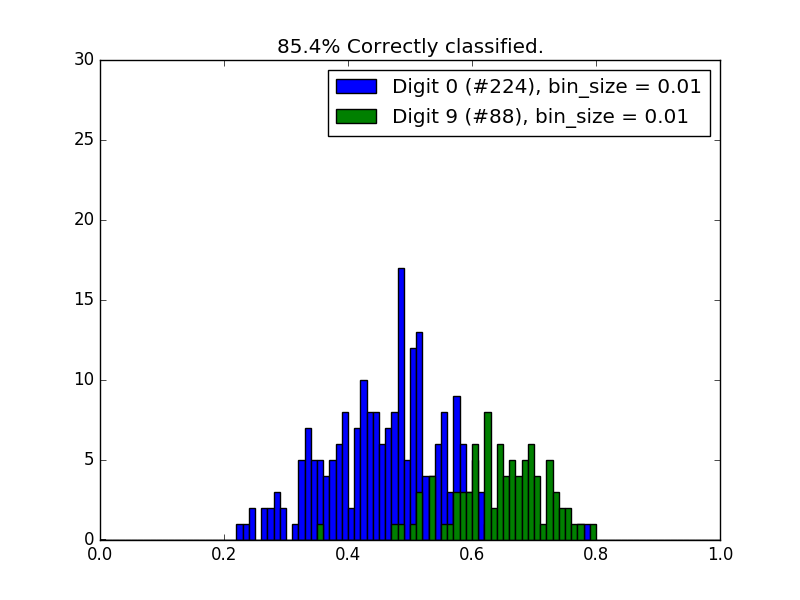 85.4% Correctly classified.
30
Digit 0 (#224), bin_size = 0.01
Digit 9 (#88), bin_size = 0.01
25
20
15
10
5
0
0.0 0.2 0.4 0.6 0.8 1.0